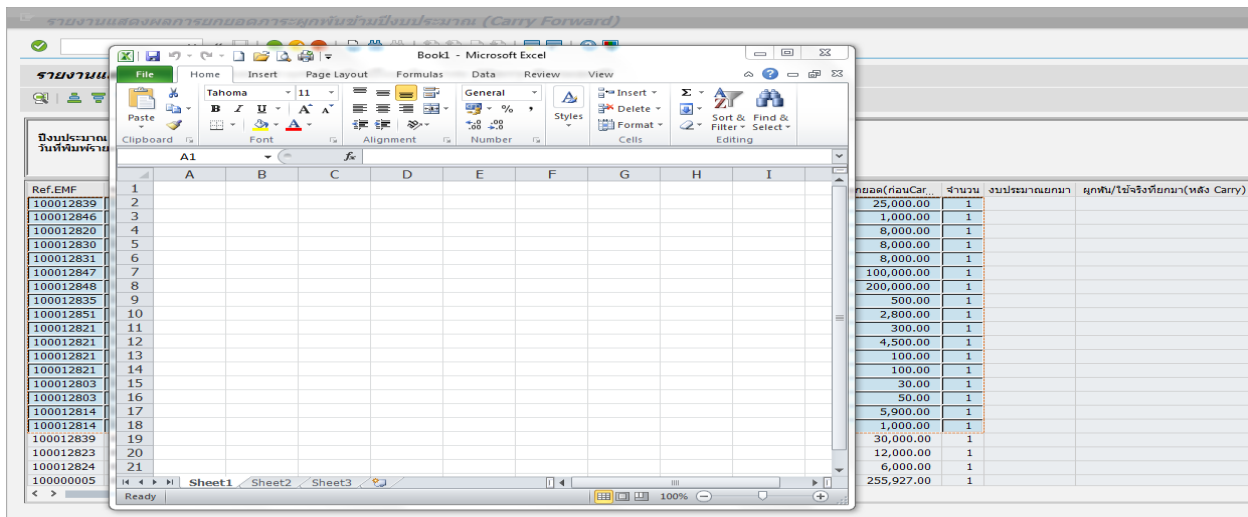 รายงานแสดงผลการยกยอดภาระผูกพันข้ามปีงบประมาณ (Carry Forward)
Book1 - Microsoft Excel
รายงานแ
File Home Insert Page Layout Formulas Data Review View
Tahoma 11 General
B I U A
Paste Styles Insert Delete Format Sort & Filter Find & Select
Clipboard Font Alignment Number Cells Editing
ปีงบประมาณ
วันที่พิมพ์ราย
A1 fx
A B C D E F G H I
Ref.EMF 1 กยอด(ก่อนCar... จำนวน งบประมาณยกมา ผูกพัน/ใช้จริงที่ยกมา(หลัง Carry)
100012839 2 25,000.00 1
100012846 3 1,000.00 1
100012820 4 8,000.00 1
100012830 5 8,000.00 1
100012831 6 8,000.00 1
100012847 7 100,000.00 1
100012848 8 200,000.00 1
100012835 9 500.00 1
100012851 10 2,800.00 1
100012821 11 300.00 1
100012821 12 4,500.00 1
100012821 13 100.00 1
100012821 14 100.00 1
100012803 15 30.00 1
100012803 16 50.00 1
100012814 17 5,900.00 1
100012814 18 1,000.00 1
100012839 19 30,000.00 1
100012823 20 12,000.00 1
100012824 21 6,000.00 1
100000005 Sheet1 Sheet2 Sheet3 255,927.00 1
Ready 100%